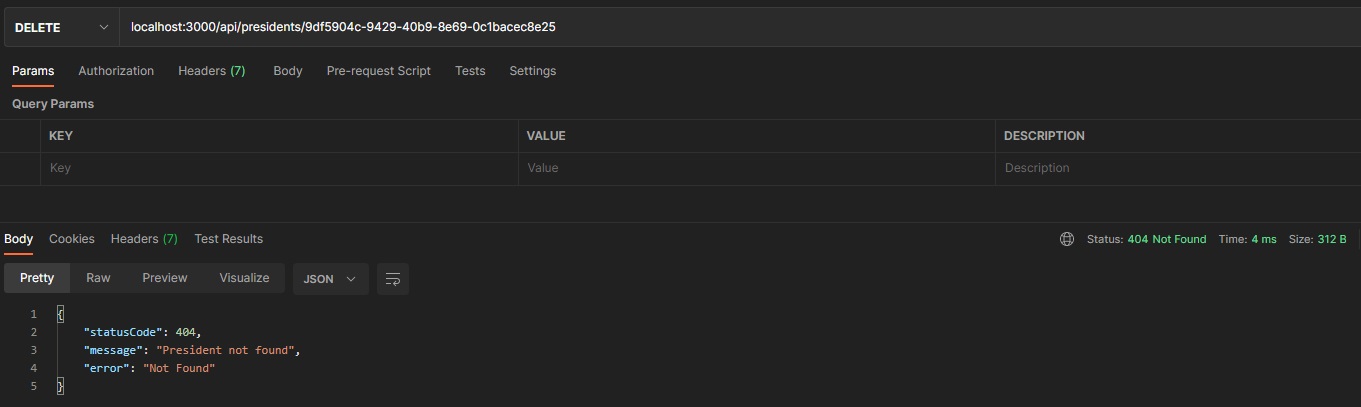 DELETE localhost:3000/api/presidents/9df5904c-9429-40b9-8e69-0c1bacec8e25
Params Authorization Headers (7) Body Pre-request Script Tests Settings
Query Params
KEY VALUE DESCRIPTION
Key Value Description
Body Cookies Headers (7) Test Results Status: 404 Not Found Time: 4 ms Size: 312 B
Pretty Raw Preview Visualize JSON
1 {
2 "statusCode": 404,
3 "message": "President not found",
4 "error": "Not Found"
5 }